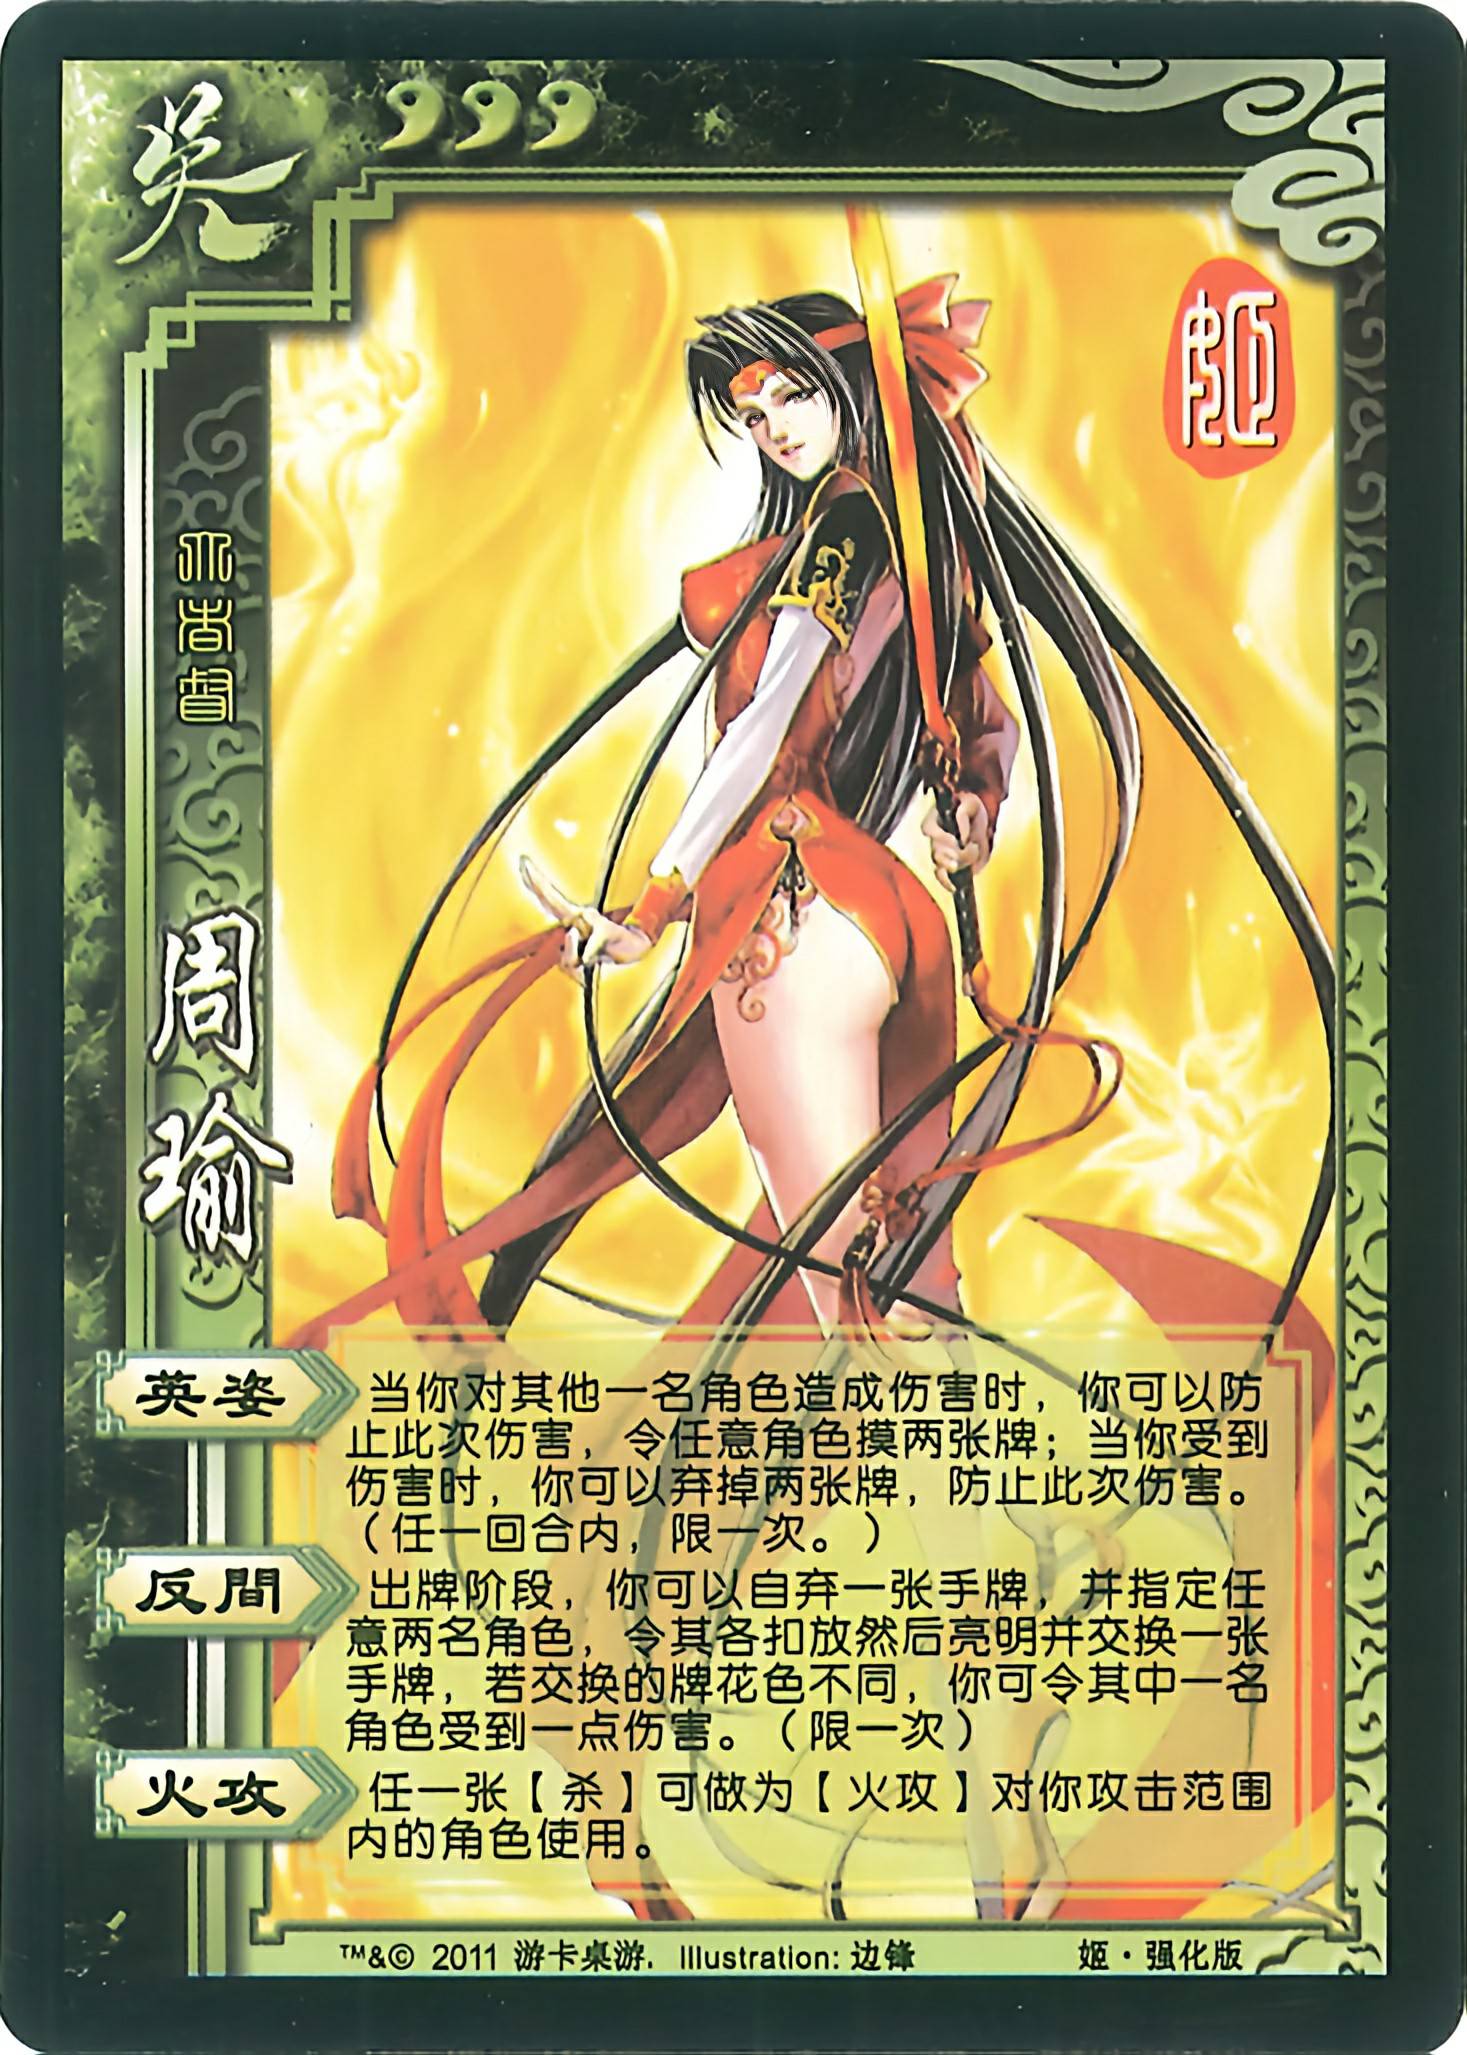 吴
姬
大都督
周瑜
英姿
当你对其他一名角色造成伤害时，你可以防
止此次伤害，令任意角色摸两张牌；当你受到
伤害时，你可以弃掉两张牌，防止此次伤害。
（任一回合内，限一次。）
反間
出牌阶段，你可以自弃一张手牌，并指定任
意两名角色，令其各扣放然后亮明并交换一张
手牌，若交换的牌花色不同，你可令其中一名
角色受到一点伤害。（限一次）
火攻
任一张【杀】可做为【火攻】对你攻击范围
内的角色使用。
™&© 2011 游卡桌游. Illustration: 边锋
姬·强化版